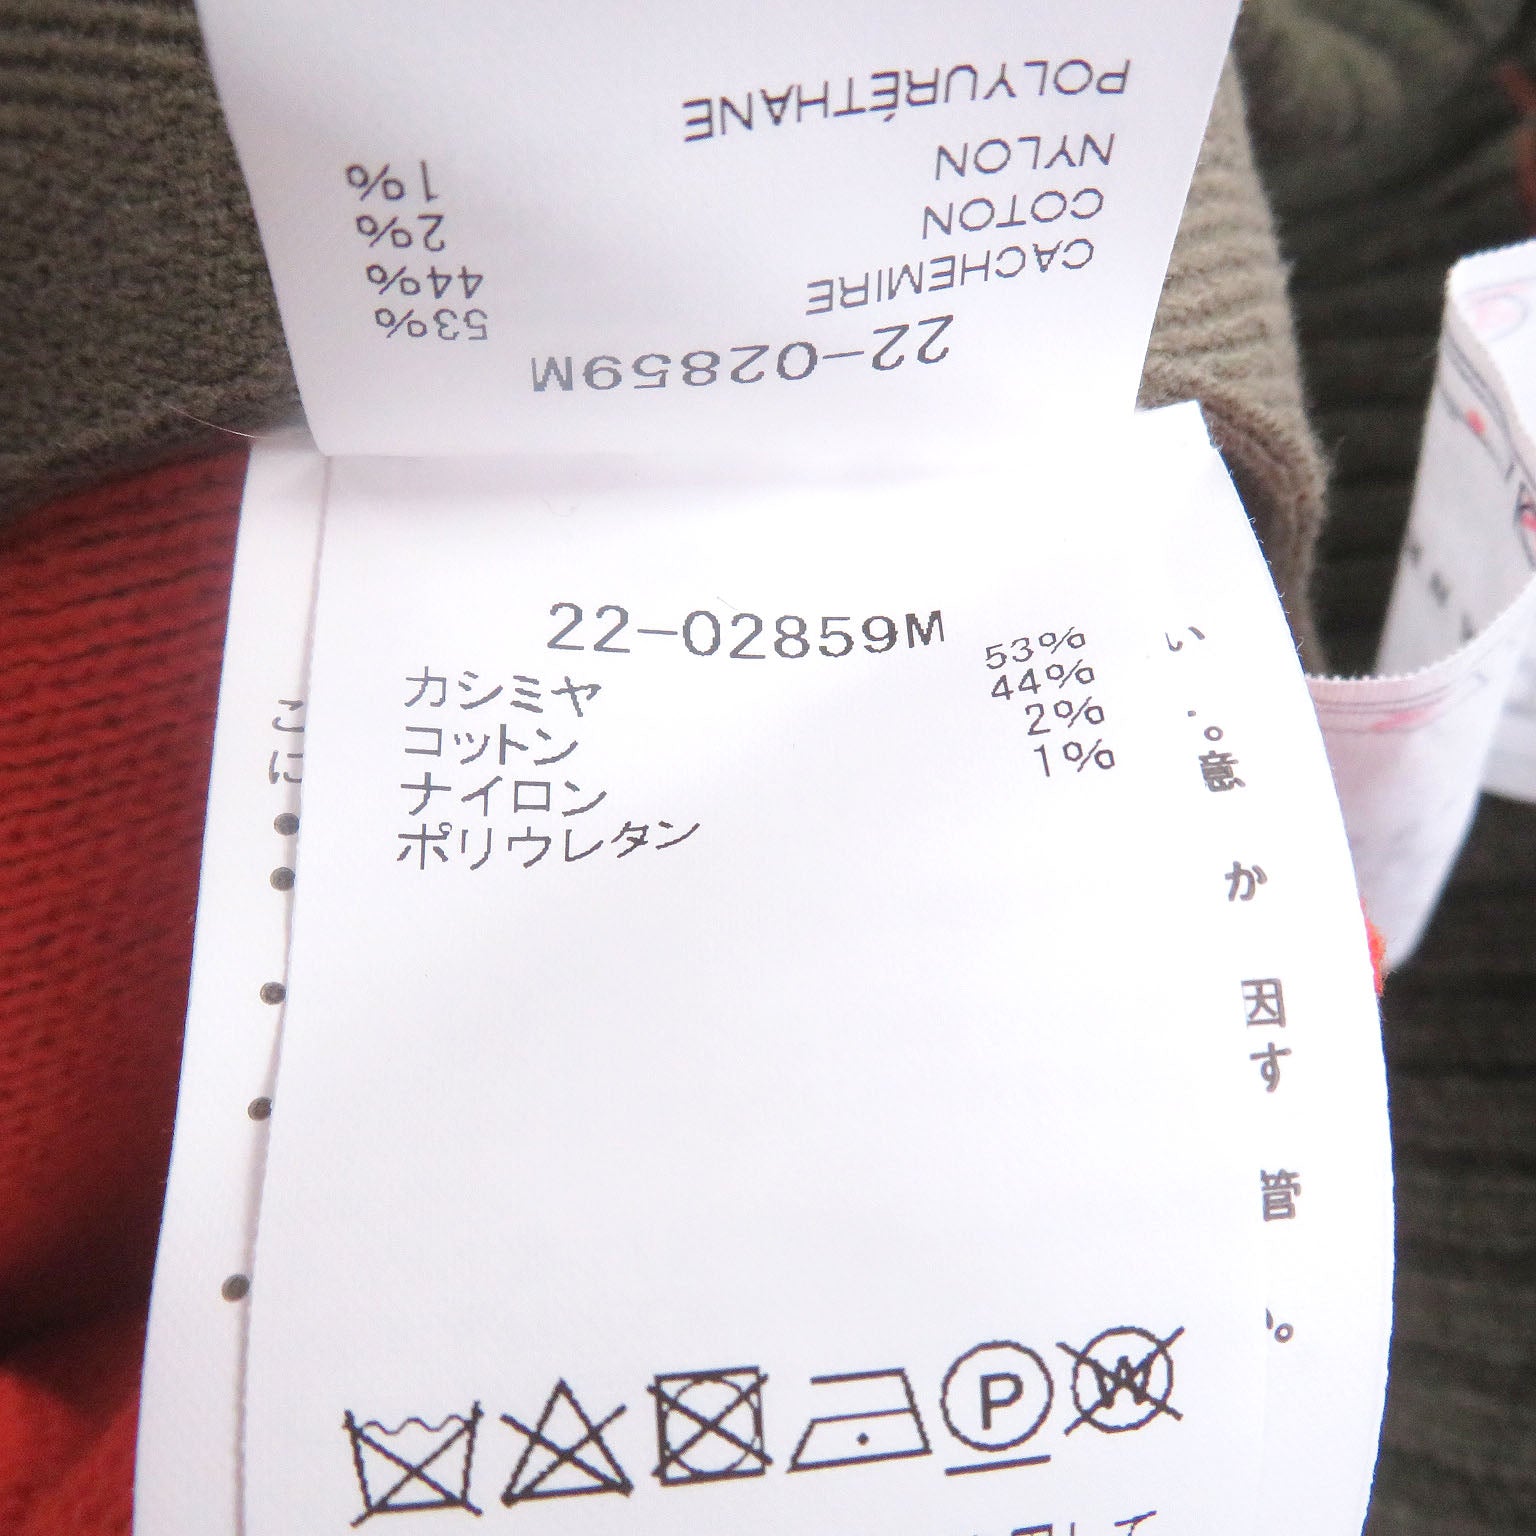 POLYURÉTHANE 1%
NYLON 2%
COTON 44%
CACHEMIRE 53%
22-02859M
22-02859M
カシミヤ 53%
コットン 44%
ナイロン 2%
ポリウレタン 1%
こ
に
い
。
意
か
因
す
管
。
P
W